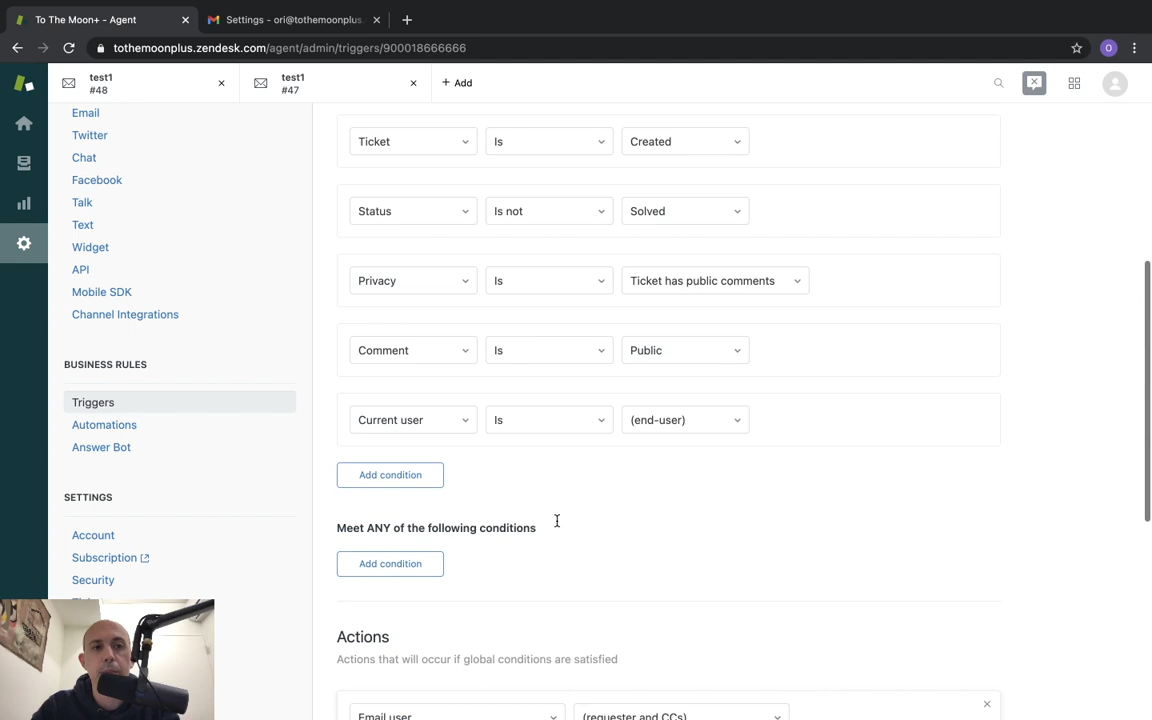 To The Moon+ - Agent
Settings - ori@tothemoonplus.
tothemoonplus.zendesk.com/agent/admin/triggers/900018666666
O
test1
#48
test1
#47
+ Add
Email
Twitter
Chat
Facebook
Talk
Text
Widget
API
Mobile SDK
Channel Integrations
BUSINESS RULES
Triggers
Automations
Answer Bot
SETTINGS
Account
Subscription
Security
Ticket Is Created
Status Is not Solved
Privacy Is Ticket has public comments
Comment Is Public
Current user Is (end-user)
Add condition
Meet ANY of the following conditions
Add condition
Actions
Actions that will occur if global conditions are satisfied
Email user (requester and CCs)